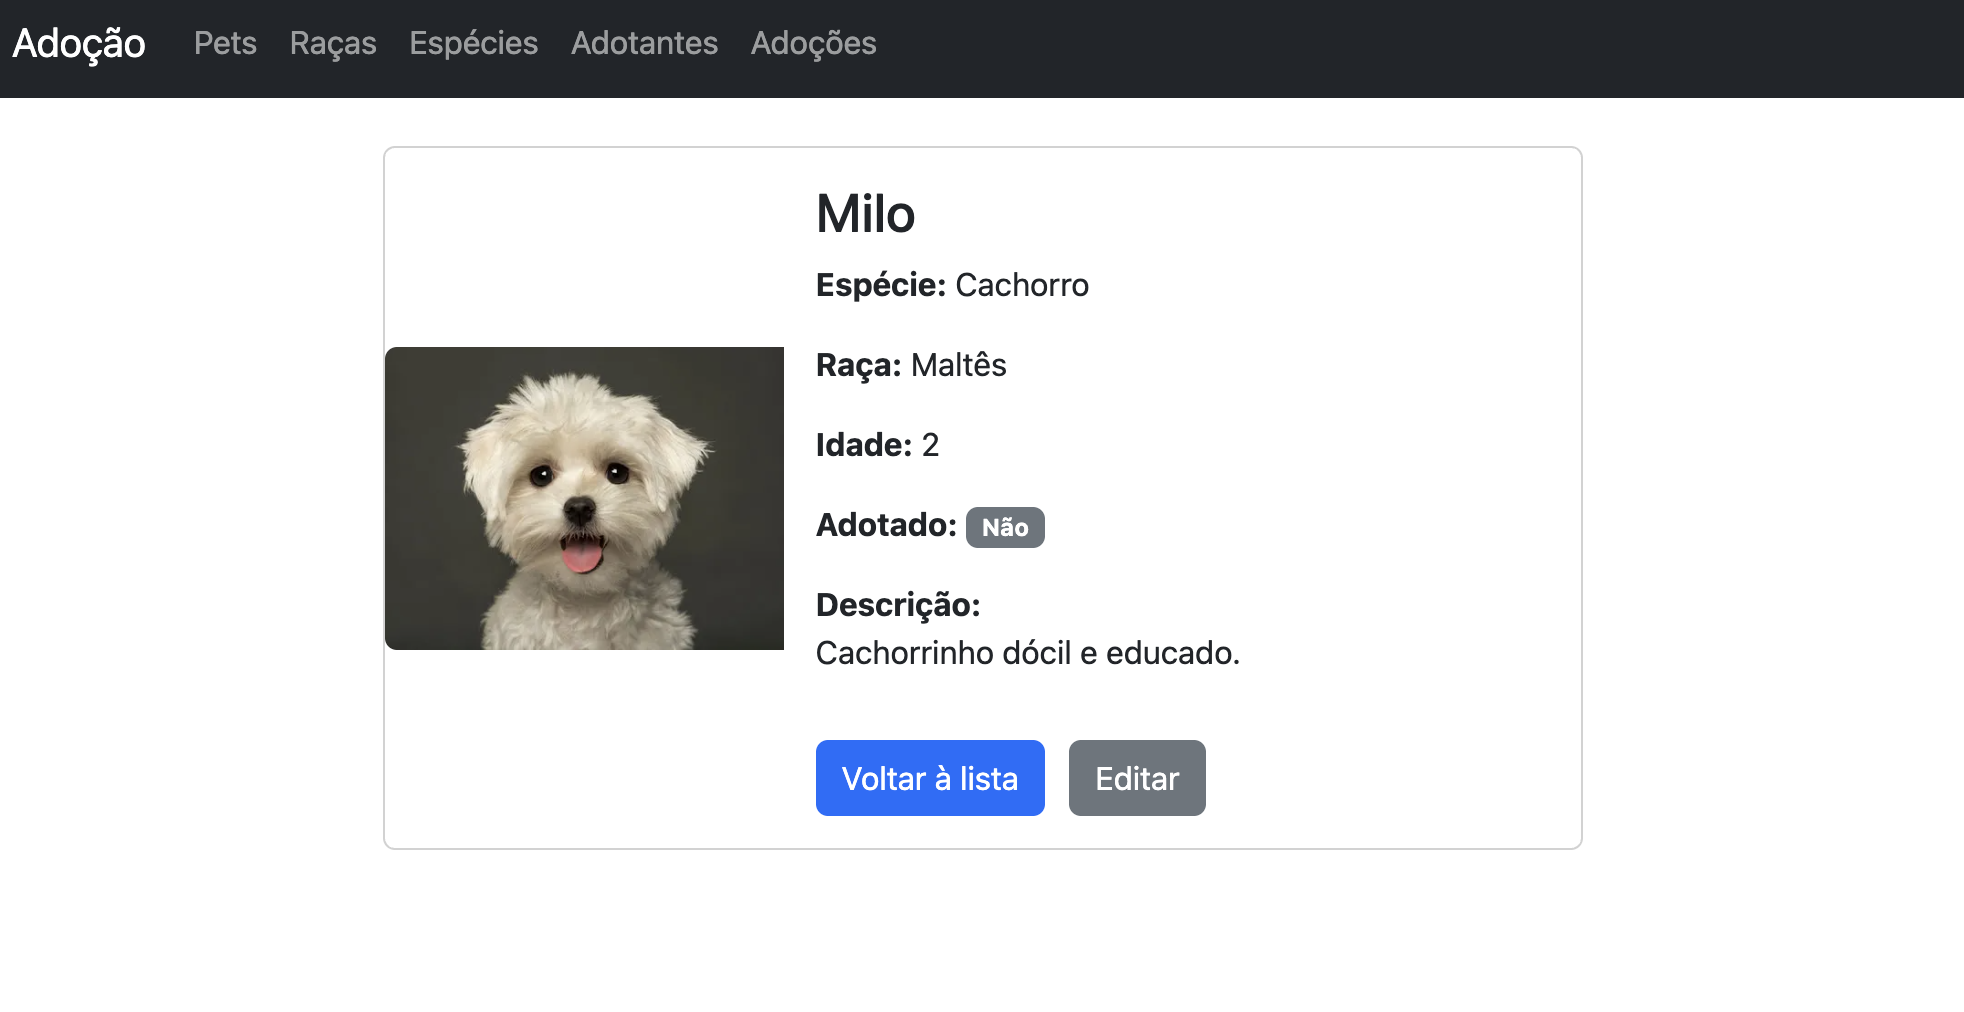 Adoção Pets Raças Espécies Adotantes Adoções
Milo
Espécie: Cachorro
Raça: Maltês
Idade: 2
Adotado: Não
Descrição:
Cachorrinho dócil e educado.
Voltar à lista Editar